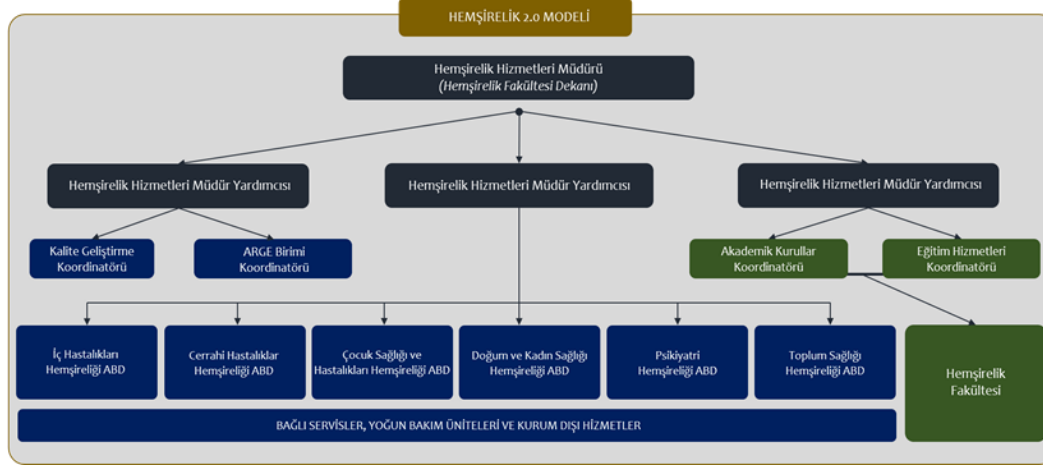 HEMŞİRELİK 2.0 MODELİ
Hemşirelik Hizmetleri Müdürü
(Hemşirelik Fakültesi Dekanı)
Hemşirelik Hizmetleri Müdür Yardımcısı
Hemşirelik Hizmetleri Müdür Yardımcısı
Hemşirelik Hizmetleri Müdür Yardımcısı
Kalite Geliştirme
Koordinatörü
ARGE Birimi
Koordinatörü
Akademik Kurullar
Koordinatörü
Eğitim Hizmetleri
Koordinatörü
İç Hastalıkları
Hemşireliği ABD
Cerrahi Hastalıklar
Hemşireliği ABD
Çocuk Sağlığı ve
Hastalıkları Hemşireliği ABD
Doğum ve Kadın Sağlığı
Hemşireliği ABD
Psikiyatri
Hemşireliği ABD
Toplum Sağlığı
Hemşireliği ABD
Hemşirelik
Fakültesi
BAĞLI SERVİSLER, YOĞUN BAKIM ÜNİTELERİ VE KURUM DIŞI HİZMETLER